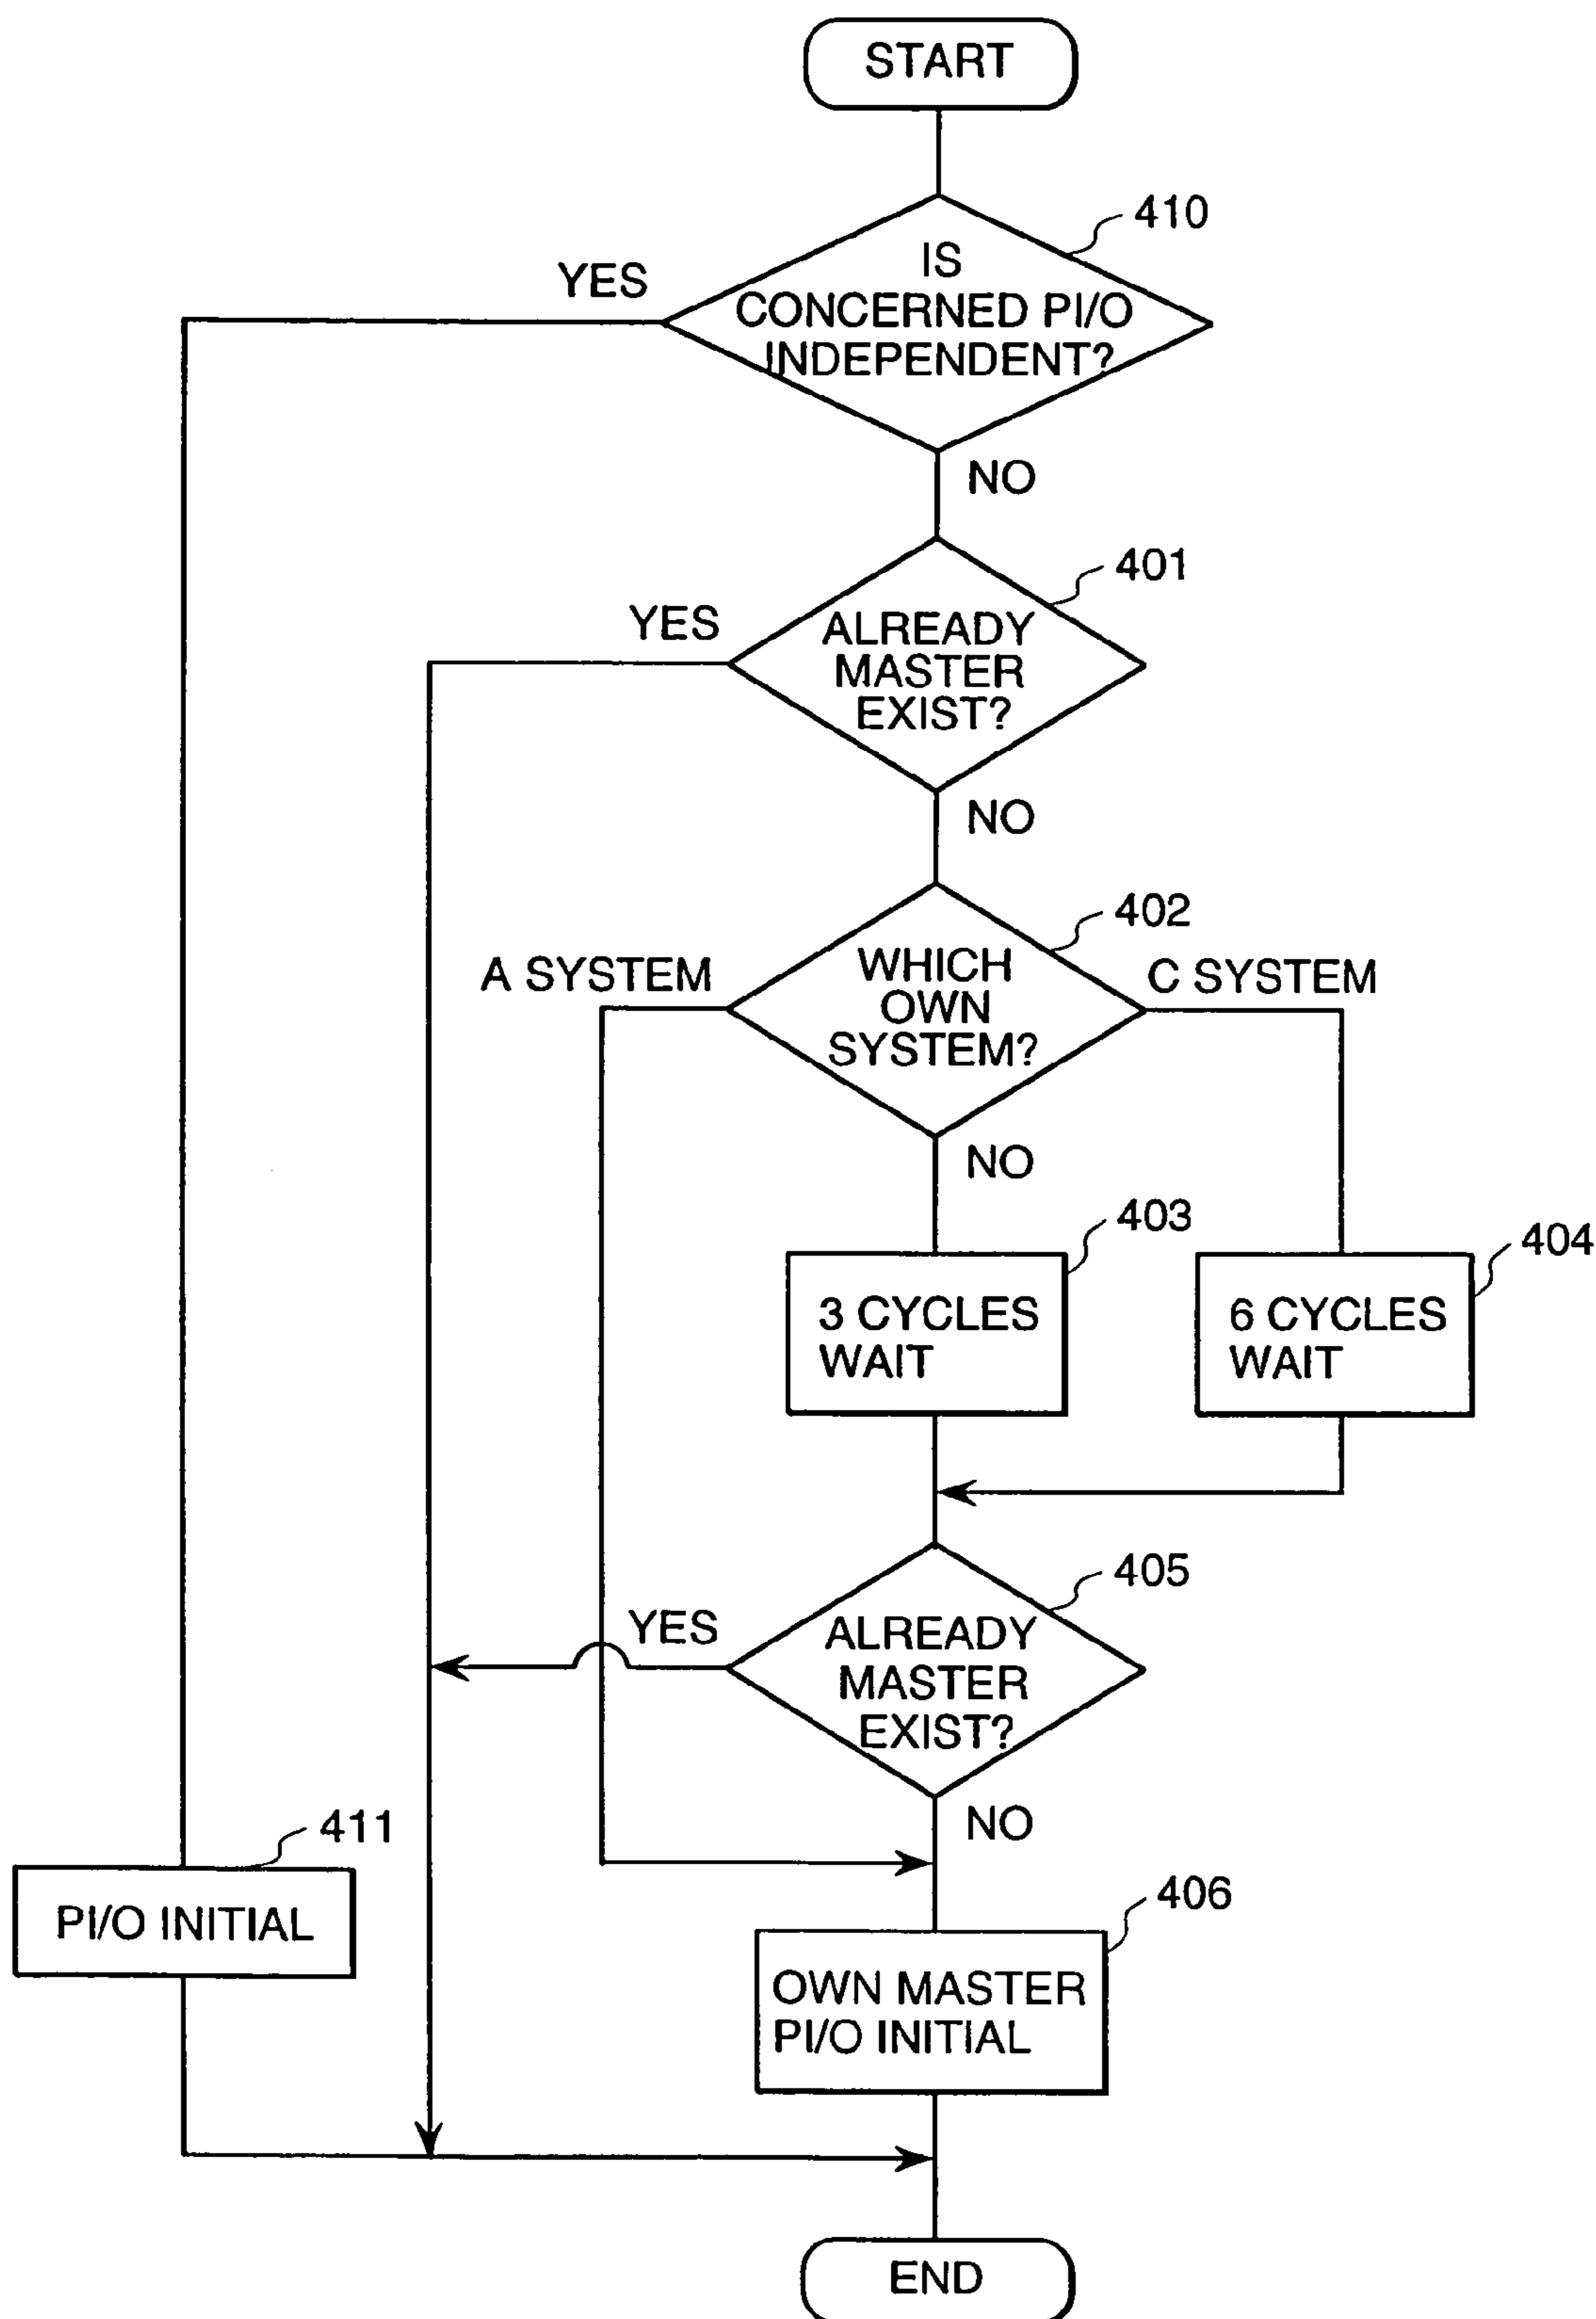 START
410
IS
CONCERNED PI/O
INDEPENDENT?
YES
NO
401
ALREADY
MASTER
EXIST?
YES
NO
402
A SYSTEM
WHICH
OWN
SYSTEM?
C SYSTEM
NO
403
3 CYCLES
WAIT
404
6 CYCLES
WAIT
405
YES
ALREADY
MASTER
EXIST?
NO
411
PI/O INITIAL
406
OWN MASTER
PI/O INITIAL
END